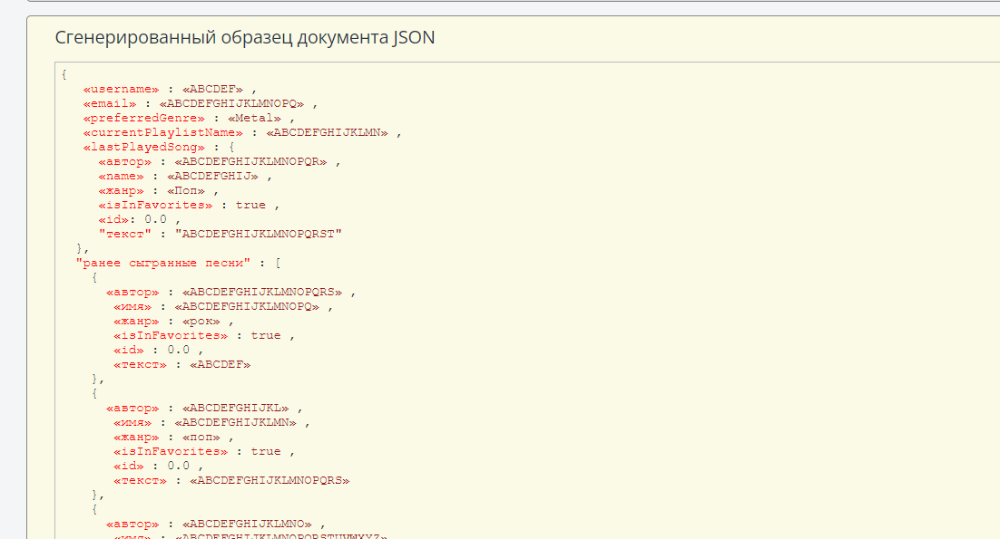 Сгенерированный образец документа JSON
{
«username» : «ABCDEF» ,
«email» : «ABCDEFGHIJKLMNOPQ» ,
«preferredGenre» : «Metal» ,
«currentPlaylistName» : «ABCDEFGHIJKLMN» ,
«lastPlayedSong» : {
«автор» : «ABCDEFGHIJKLMNOPQR» ,
«name» : «ABCDEFGHIJ» ,
«жанр» : «Поп» ,
«isInFavorites» : true ,
«id»: 0.0 ,
"текст" : "ABCDEFGHIJKLMNOPQRST"
},
"ранее сыгранные песни" : [
{
«автор» : «ABCDEFGHIJKLMNOPQRS» ,
«имя» : «ABCDEFGHIJKLMNOPQ» ,
«жанр» : «рок» ,
«isInFavorites» : true ,
«id» : 0.0 ,
«текст» : «ABCDEF»
},
{
«автор» : «ABCDEFGHIJKL» ,
«имя» : «ABCDEFGHIJKLMN» ,
«жанр» : «поп» ,
«isInFavorites» : true ,
«id» : 0.0 ,
«текст» : «ABCDEFGHIJKLMNOPQRS»
},
{
«автор» : «ABCDEFGHIJKLMNO» ,
«имя» : «ABCDEFGHIJKLMNOPQRSTUVWXYZ»